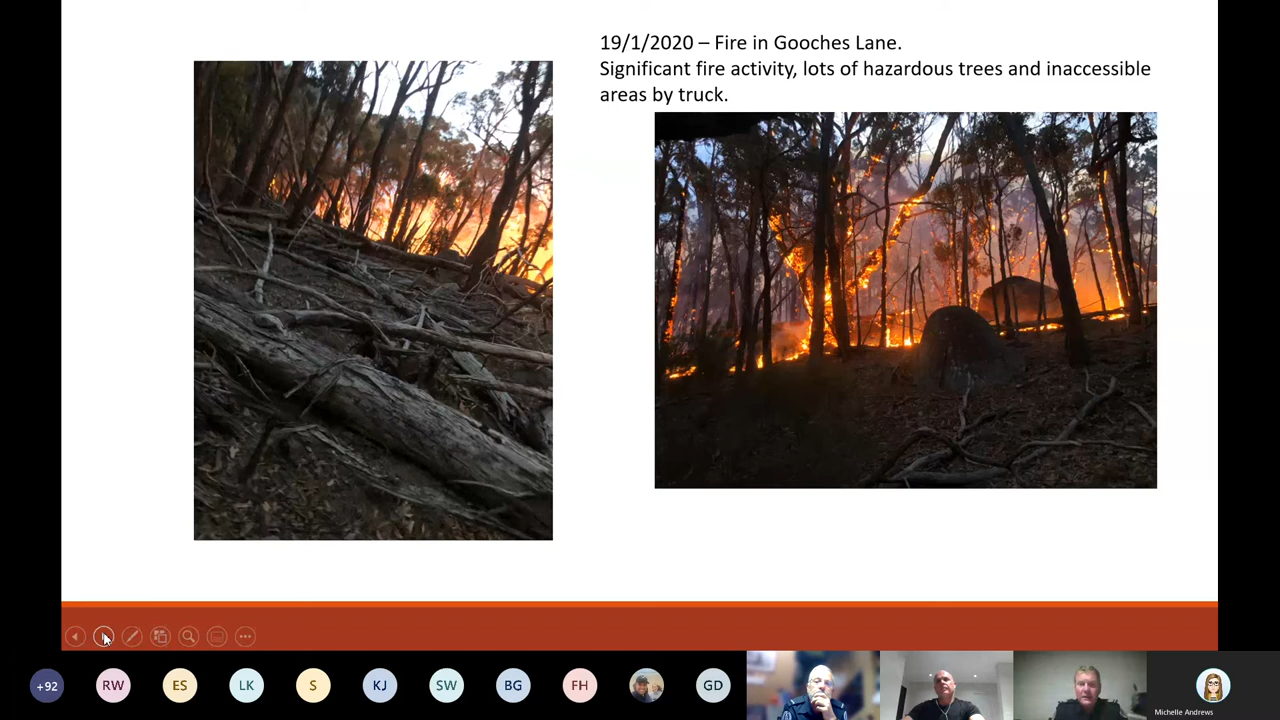 19/1/2020 – Fire in Gooches Lane.
Significant fire activity, lots of hazardous trees and inaccessible
areas by truck.
+92
RW
ES
LK
S
KJ
SW
BG
FH
GD
Michelle Andrews